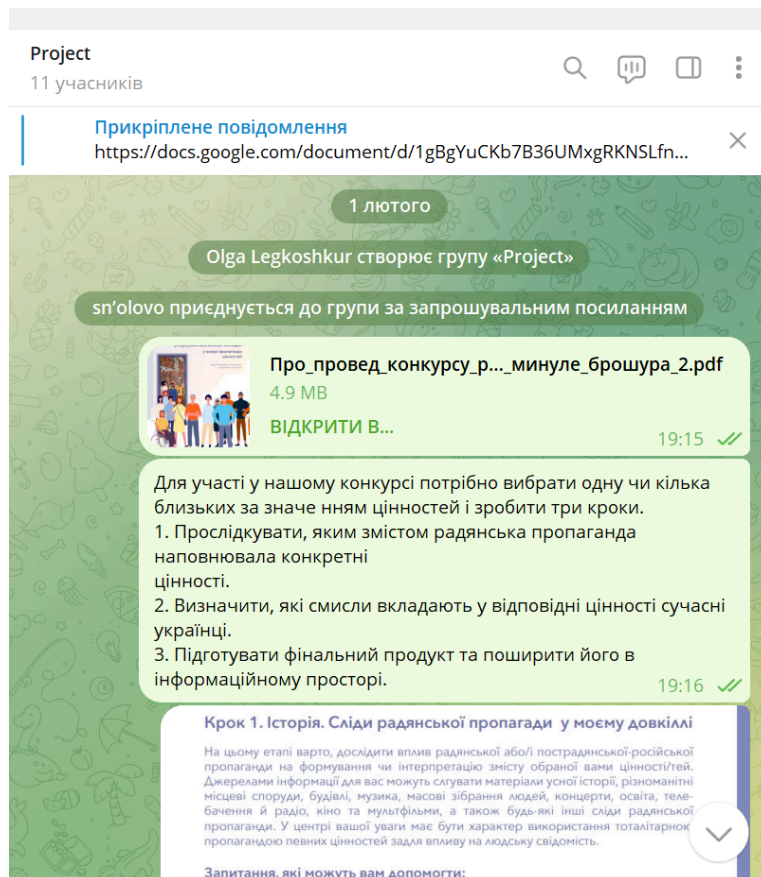 Project
11 учасників
Прикріплене повідомлення
https://docs.google.com/document/d/1gBgYuCKb7B36UMxgRKNSLfn...
1 лютого
Olga Legkoshkur створює групу «Project»
sn’olovo приєднується до групи за запрошувальним посиланням
Про_провед_конкурсу_р..._минуле_брошура_2.pdf
4.9 MB
ВІДКРИТИ В...
19:15
Для участі у нашому конкурсі потрібно вибрати одну чи кілька
близьких за значе нням цінностей і зробити три кроки.
1. Прослідкувати, яким змістом радянська пропаганда
наповнювала конкретні
цінності.
2. Визначити, які смисли вкладають у відповідні цінності сучасні
українці.
3. Підготувати фінальний продукт та поширити його в
інформаційному просторі.
19:16
Крок 1. Історія. Сліди радянської пропагади у моєму довкіллі
На цьому етапі варто, дослідити вплив радянської або/і пострадянської-російської
пропаганди на формування чи інтерпретацію змісту обраної вами цінності/тей.
Джерелами інформації для вас можуть слгувати матеріали усної історії, різноманітні
місцеві споруди, будівлі, музика, масові зібрання людей, концерти, освіта, теле-
бачення й радіо, кіно та мультфільми, а також будь-які інші сліди радянської
пропаганди. У центрі вашої уваги має бути характер використання тоталітарною
пропагандою певних цінностей задля впливу на людську свідомість.
Запитання, які можуть вам допомогти: